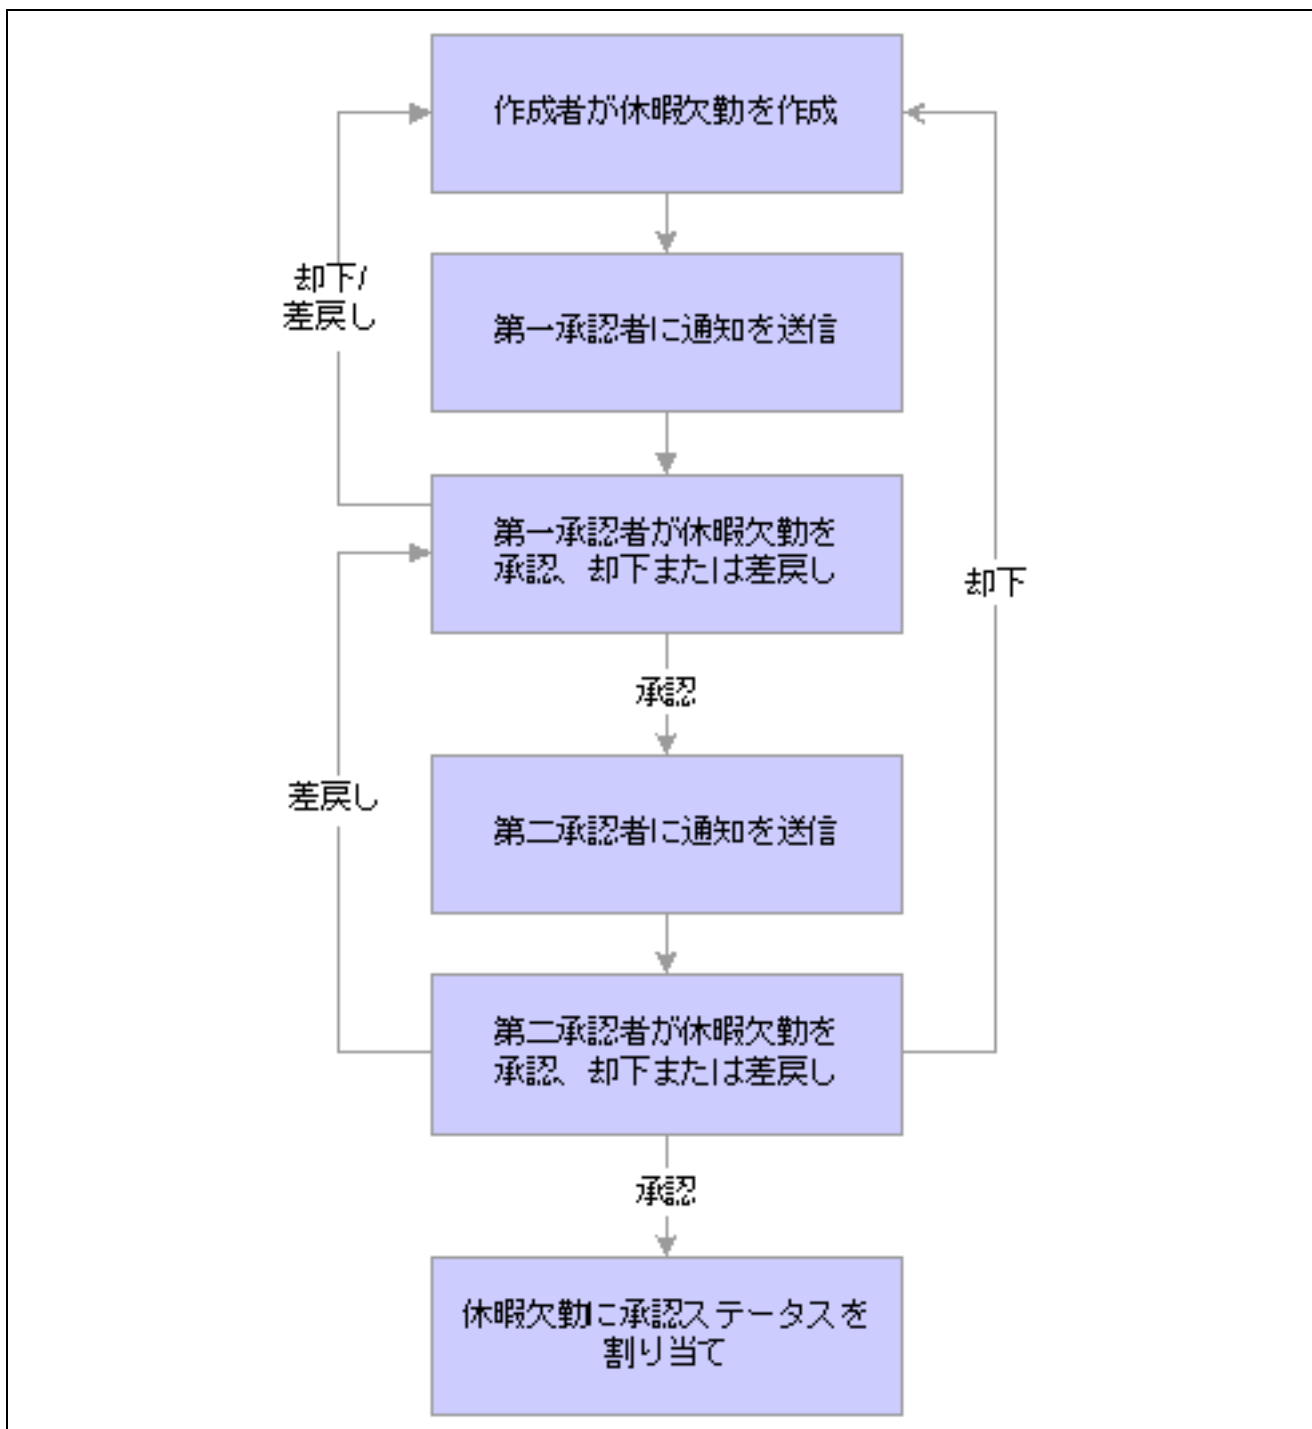 作成者が休暇欠勤を作成
却下/
差戻し
第一承認者に通知を送信
第一承認者が休暇欠勤を
承認、却下または差戻し
却下
承認
差戻し
第二承認者に通知を送信
第二承認者が休暇欠勤を
承認、却下または差戻し
承認
休暇欠勤に承認ステータスを
割り当て